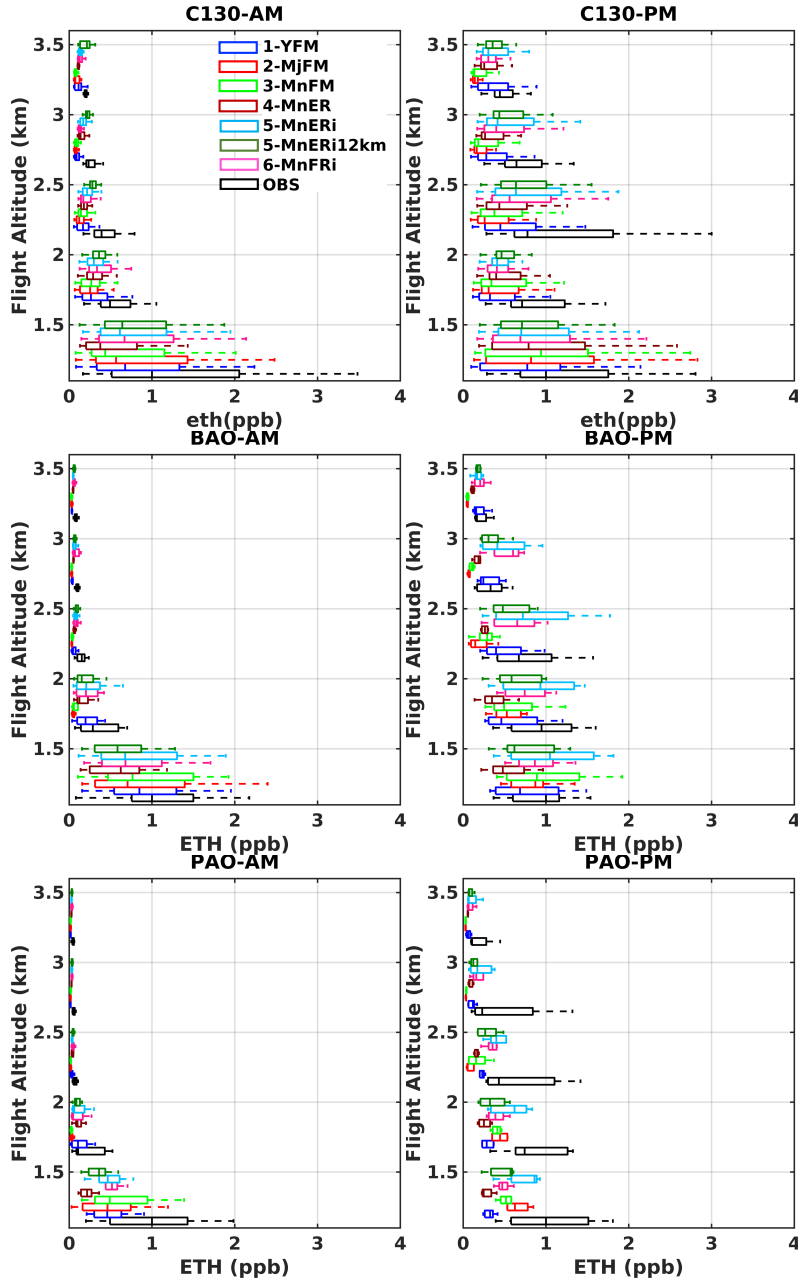 C130-AM
3.5
3
2.5
2
1.5
0 1 2 3 4
Flight Altitude (km)
eth(ppb)
1-YFM
2-MjFM
3-MnFM
4-MnER
5-MnERi
5-MnERi12km
6-MnFRi
OBS
C130-PM
3.5
3
2.5
2
1.5
0 1 2 3 4
Flight Altitude (km)
eth(ppb)
BAO-AM
3.5
3
2.5
2
1.5
0 1 2 3 4
Flight Altitude (km)
ETH (ppb)
BAO-PM
3.5
3
2.5
2
1.5
0 1 2 3 4
Flight Altitude (km)
ETH (ppb)
PAO-AM
3.5
3
2.5
2
1.5
0 1 2 3 4
Flight Altitude (km)
ETH (ppb)
PAO-PM
3.5
3
2.5
2
1.5
0 1 2 3 4
Flight Altitude (km)
ETH (ppb)